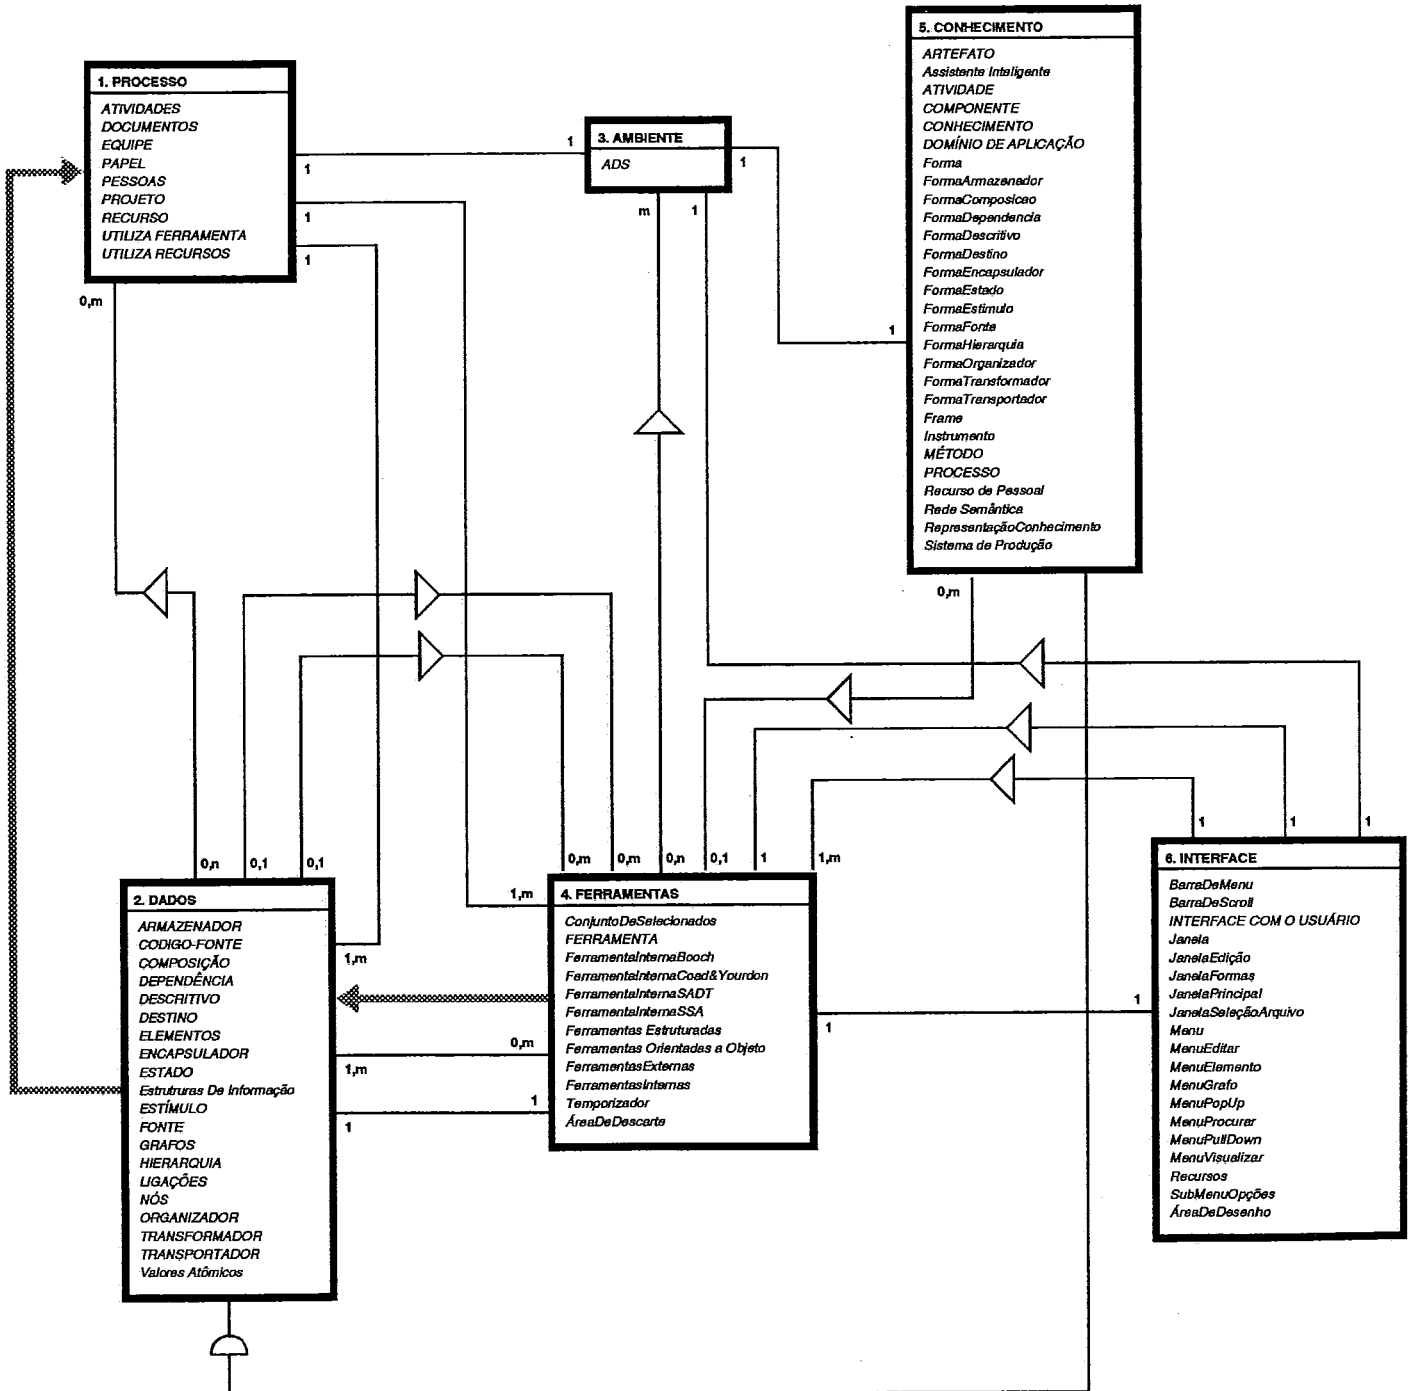 5. CONHECIMENTO
ARTEFATO
Assistente Inteligente
ATIVIDADE
COMPONENTE
CONHECIMENTO
DOMÍNIO DE APLICAÇÃO
Forma
FormaArmazenador
FormaComposicao
FormaDependencia
FormaDescritivo
FormaDestino
FormaEncapsulador
FormaEstado
FormaEstimulo
FormaFonte
FormaHierarquia
FormaOrganizador
FormaTransformador
FormaTransportador
Frame
Instrumento
MÉTODO
PROCESSO
Recurso de Pessoal
Rede Semântica
RepresentaçãoConhecimento
Sistema de Produção
1. PROCESSO
ATIVIDADES
DOCUMENTOS
EQUIPE
PAPEL
PESSOAS
PROJETO
RECURSO
UTILIZA FERRAMENTA
UTILIZA RECURSOS
3. AMBIENTE
ADS
1
1
1
1
1
m
1
1
0,m
0,m
0,n
0,1
0,1
0,m
0,m
0,n
0,1
1
1,m
1
1
1
2. DADOS
ARMAZENADOR
CODIGO-FONTE
COMPOSIÇÃO
DEPENDÊNCIA
DESCRITIVO
DESTINO
ELEMENTOS
ENCAPSULADOR
ESTADO
Estruturas De Informação
ESTÍMULO
FONTE
GRAFOS
HIERARQUIA
LIGAÇÕES
NÓS
ORGANIZADOR
TRANSFORMADOR
TRANSPORTADOR
Valores Atômicos
1,m
1,m
0,m
1,m
1
1
4. FERRAMENTAS
ConjuntoDeSelecionados
FERRAMENTA
FerramentaInternaBooch
FerramentaInternaCoad&Yourdon
FerramentaInternaSADT
FerramentaInternaSSA
Ferramentas Estruturadas
Ferramentas Orientadas a Objeto
FerramentasExternas
FerramentasInternas
Temporizador
ÁreaDeDescarte
1
1
6. INTERFACE
BarraDeMenu
BarraDeScroll
INTERFACE COM O USUÁRIO
Janela
JanelaEdição
JanelaFormas
JanelaPrincipal
JanelaSeleçãoArquivo
Menu
MenuEditar
MenuElemento
MenuGrafo
MenuPopUp
MenuProcurar
MenuPullDown
MenuVisualizar
Recursos
SubMenuOpções
ÁreaDeDesenho